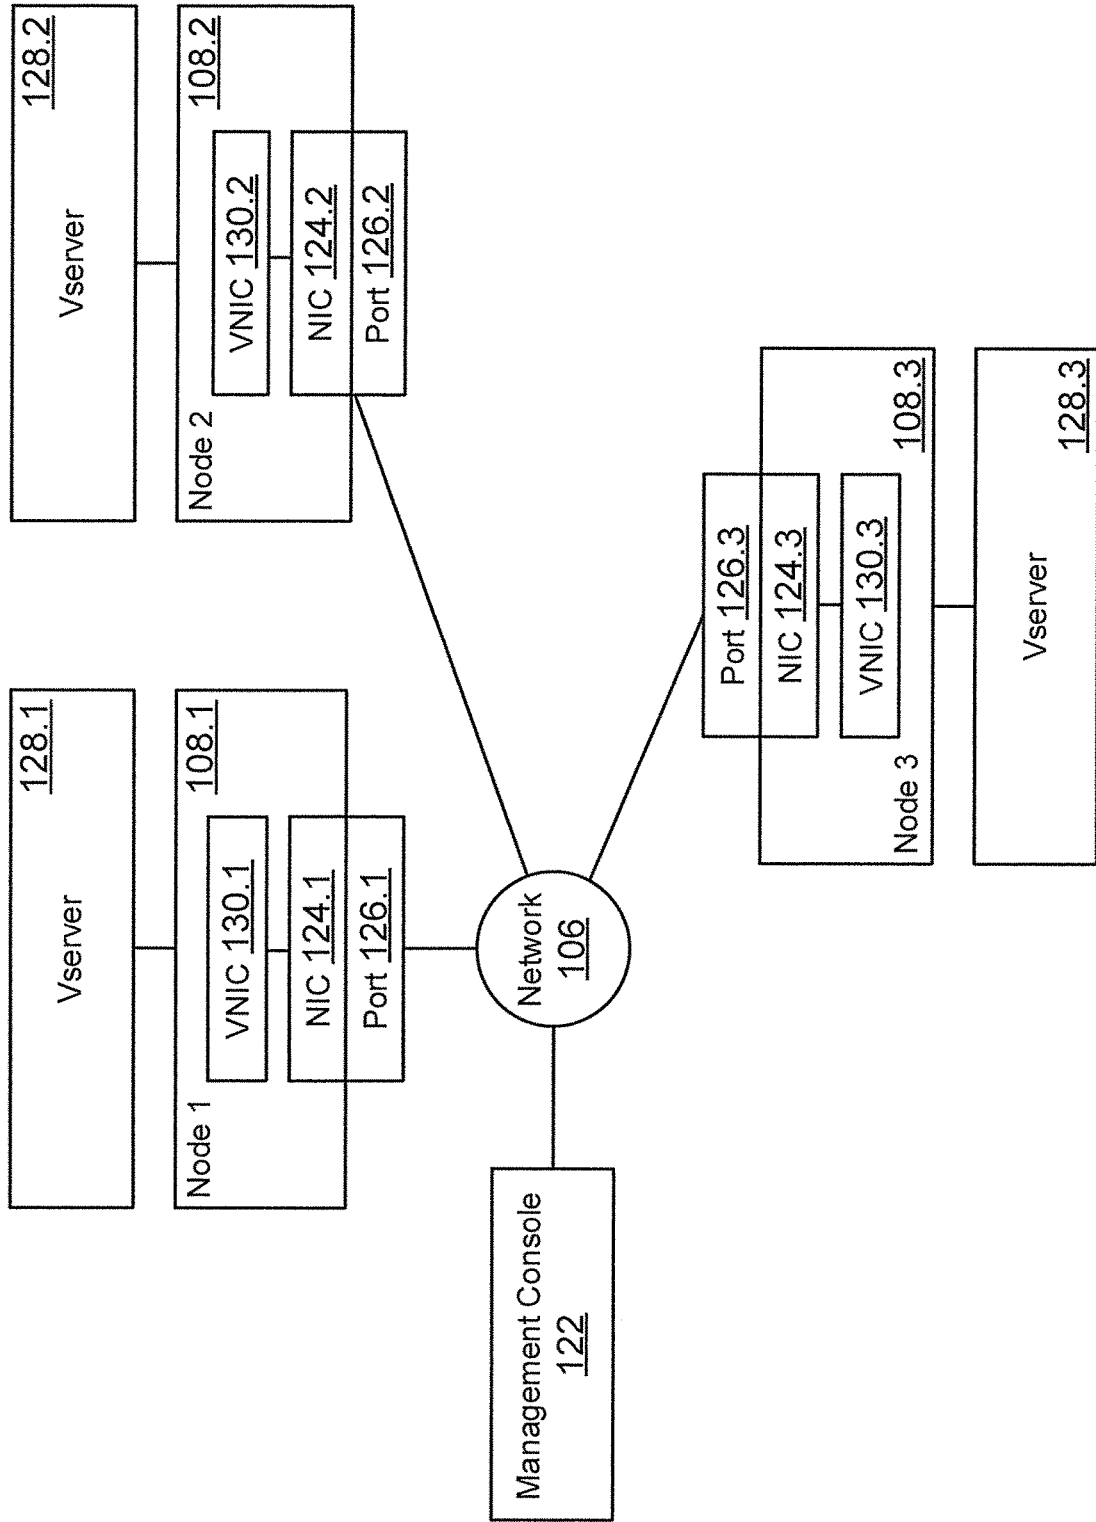 Vserver
128.1
Node 1
108.1
VNIC 130.1
NIC 124.1
Port 126.1
Vserver
128.2
Node 2
108.2
VNIC 130.2
NIC 124.2
Port 126.2
Management Console
122
Network
106
Port 126.3
NIC 124.3
VNIC 130.3
Node 3
108.3
Vserver
128.3